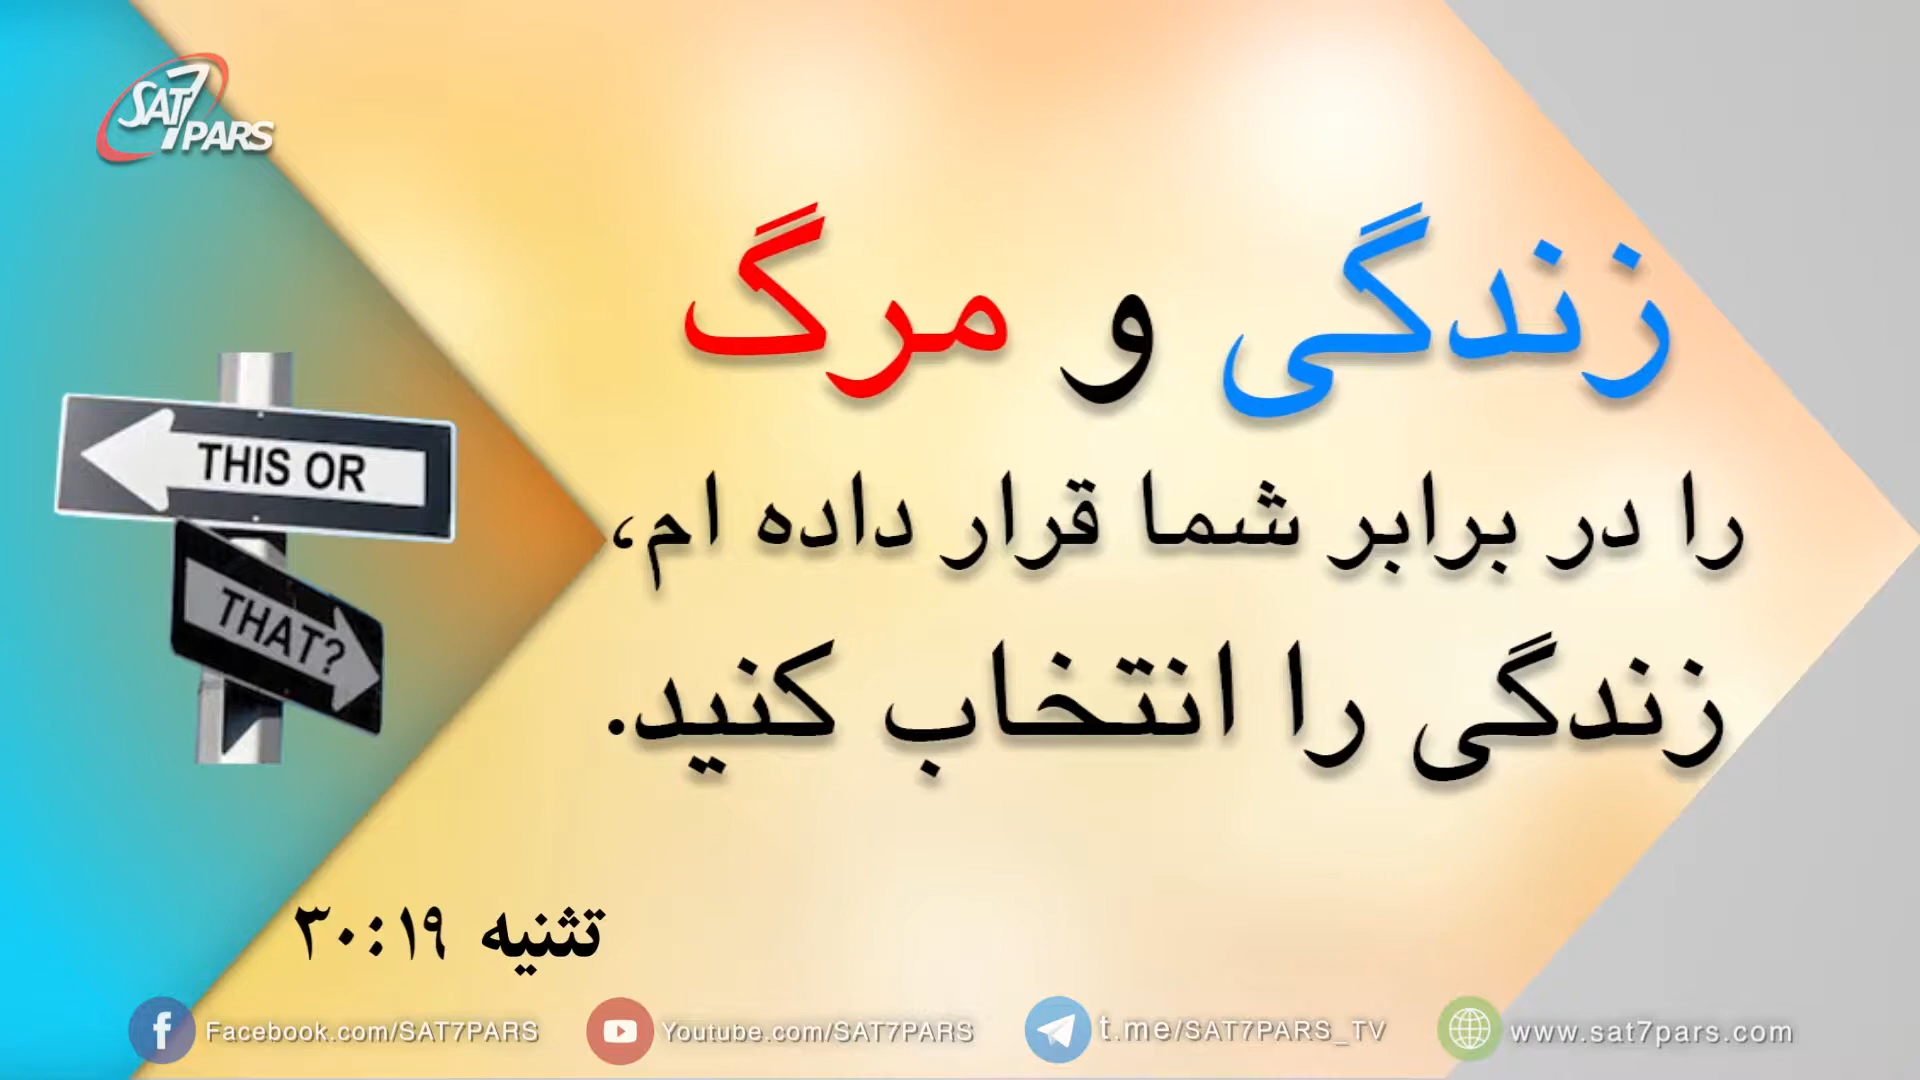 SAT7
PARS
زندگی و مرگ
را در برابر شما قرار داده ام،
زندگی را انتخاب کنید.
THIS OR
THAT?
تثنیه ۳۰:۱۹
Facebook.com/SAT7PARS
Youtube.com/SAT7PARS
t.me/SAT7PARS_TV
www.sat7pars.com